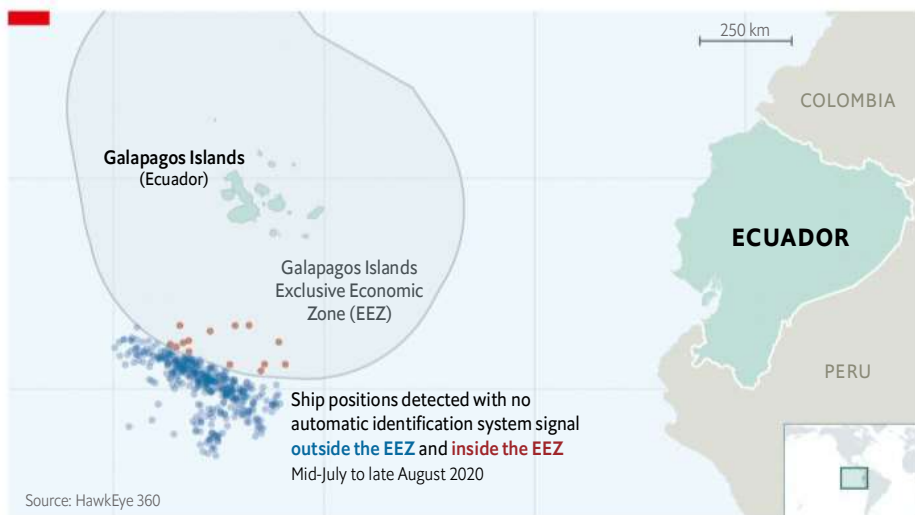 250 km
COLOMBIA
Galapagos Islands
(Ecuador)
ECUADOR
Galapagos Islands
Exclusive Economic
Zone (EEZ)
PERU
Ship positions detected with no
automatic identification system signal
outside the EEZ and inside the EEZ
Mid-July to late August 2020
Source: HawkEye 360